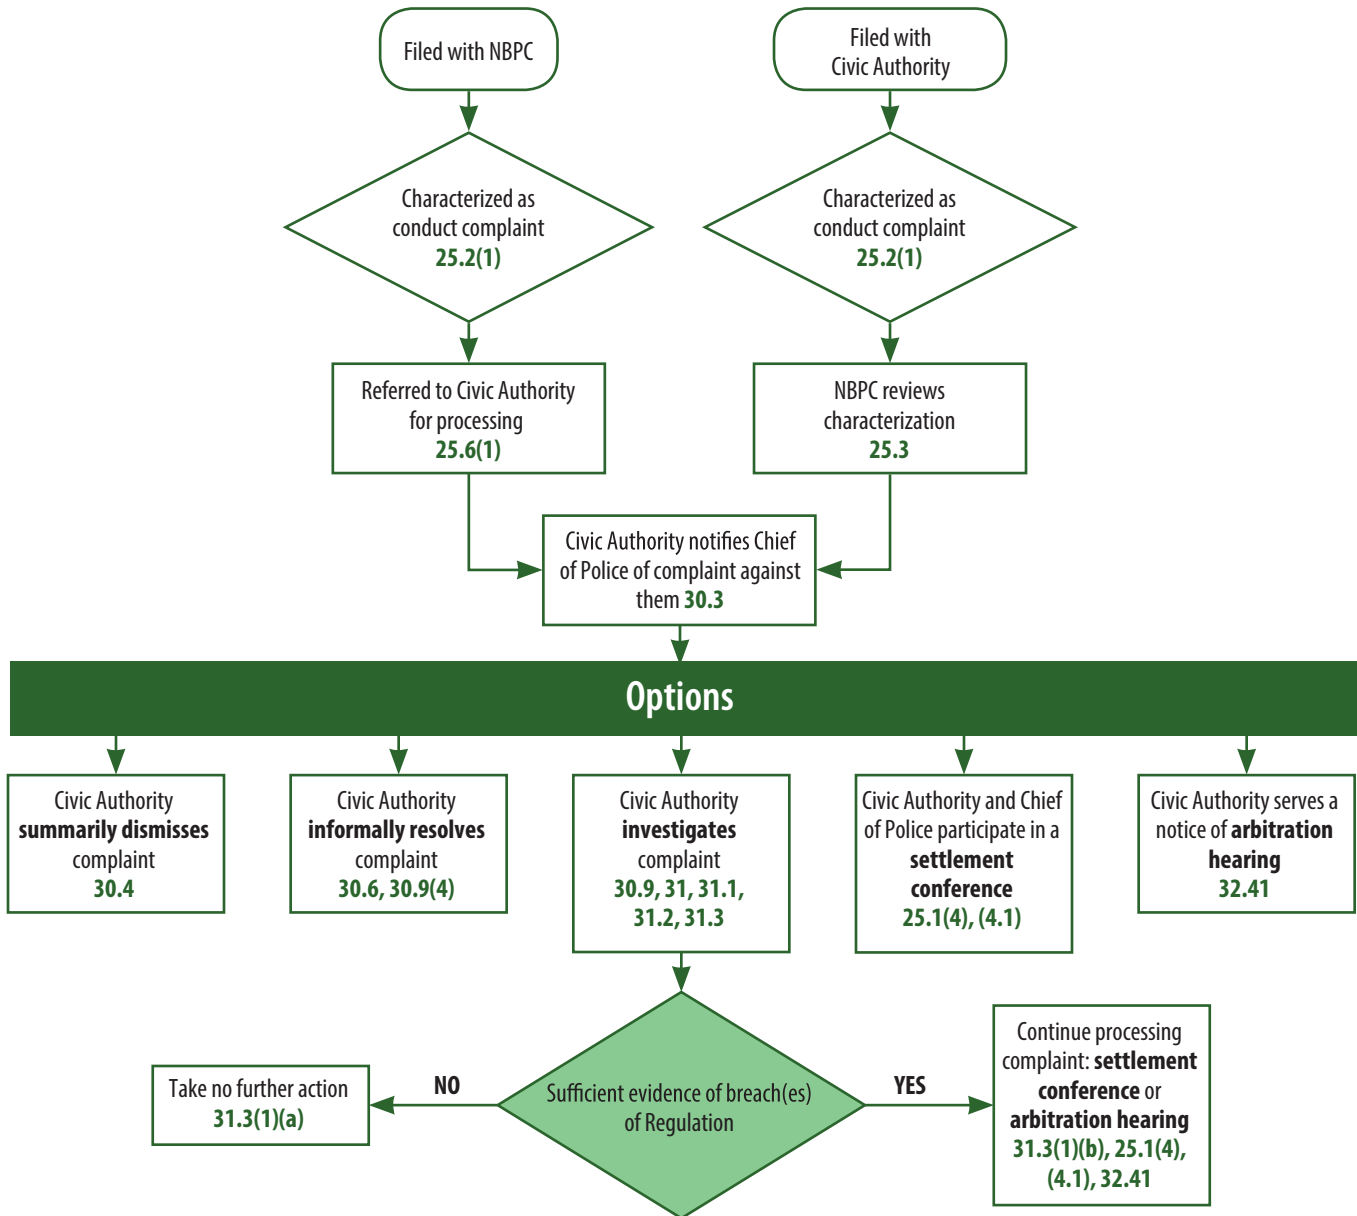 Filed with NBPC
Filed with
Civic Authority
Characterized as
conduct complaint
25.2(1)
Characterized as
conduct complaint
25.2(1)
Referred to Civic Authority
for processing
25.6(1)
NBPC reviews
characterization
25.3
Civic Authority notifies Chief
of Police of complaint against
them 30.3
Options
Civic Authority
summarily dismisses
complaint
30.4
Civic Authority
informally resolves
complaint
30.6, 30.9(4)
Civic Authority
investigates
complaint
30.9, 31, 31.1,
31.2, 31.3
Civic Authority and Chief
of Police participate in a
settlement
conference
25.1(4), (4.1)
Civic Authority serves a
notice of arbitration
hearing
32.41
Sufficient evidence of breach(es)
of Regulation
NO
Take no further action
31.3(1)(a)
YES
Continue processing
complaint: settlement
conference or
arbitration hearing
31.3(1)(b), 25.1(4),
(4.1), 32.41